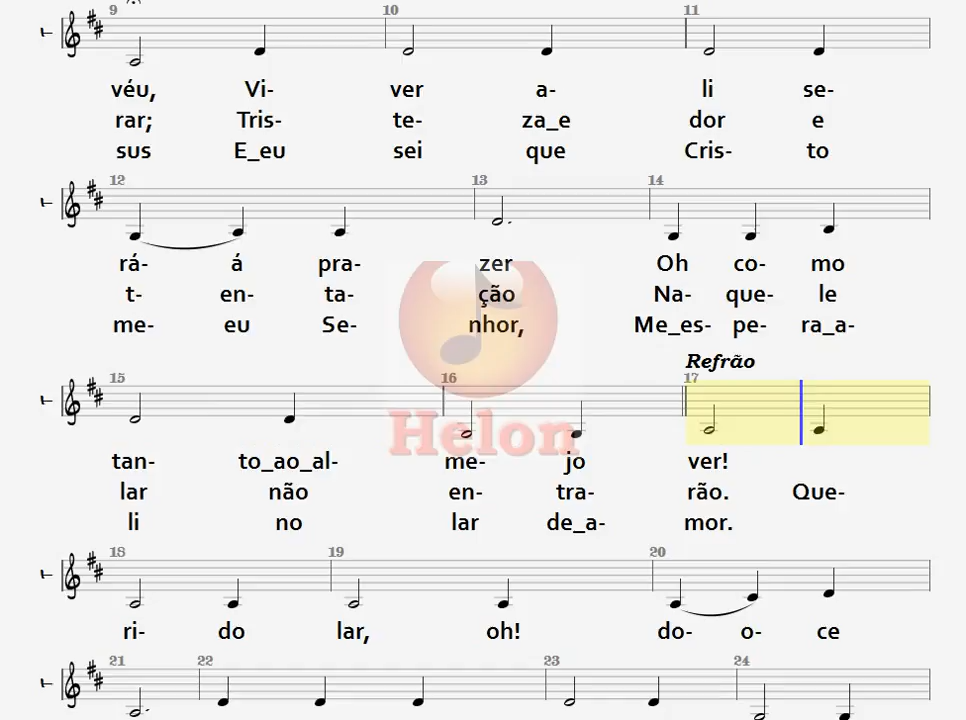 9 10 11
véu, Vi- ver a- li se-
rar; Tris- te- za_e dor e
sus E_eu sei que Cris- to
12 13 14
rá- á pra- zer Oh co- mo
t- en- ta- ção Na- que- le
me- eu Se- nhor, Me_es- pe- ra_a-
Refrão
15 16 17
tan- to_ao_al- me- jo ver!
lar não en- tra- rão. Que-
li no lar de_a- mor.
Helon
18 19 20
ri- do lar, oh! do- o- ce
21 22 23 24